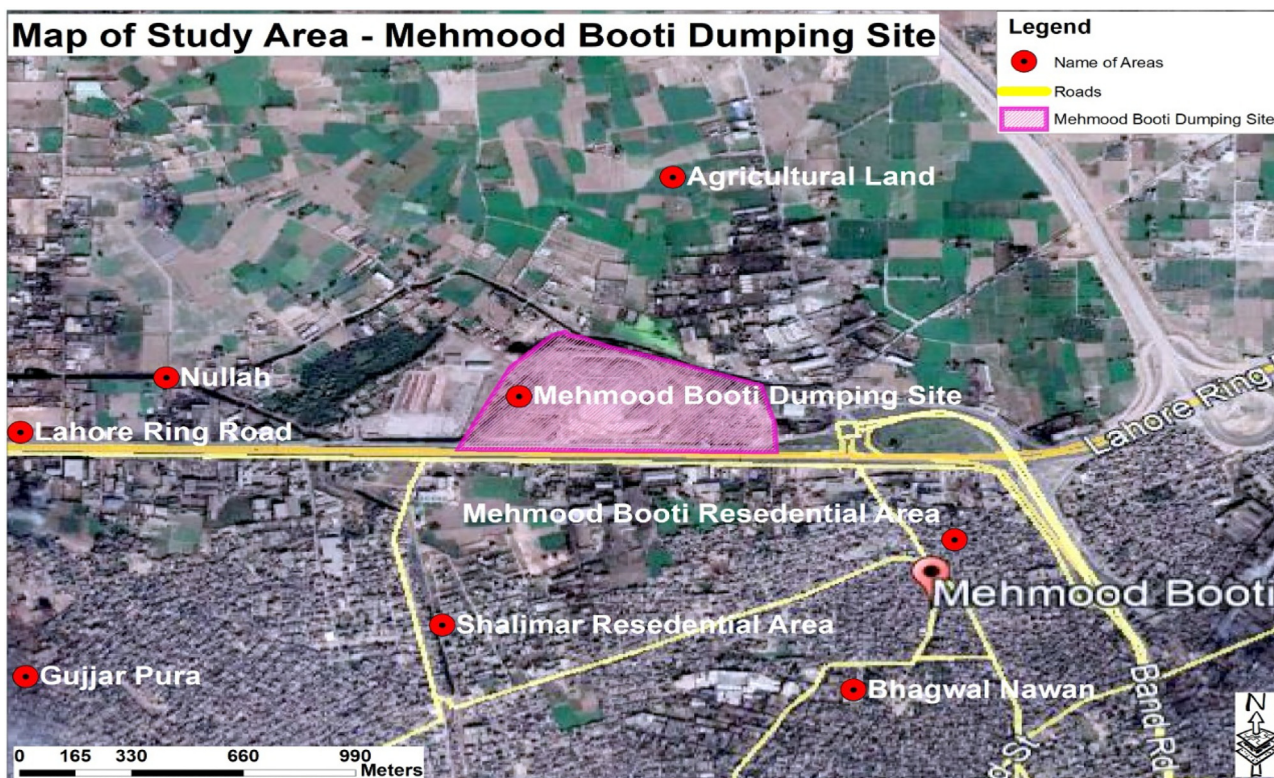 Map of Study Area - Mehmood Booti Dumping Site
Legend
Name of Areas
Roads
Mehmood Booti Dumping Site
Agricultural Land
Nullah
Mehmood Booti Dumping Site
Lahore Ring Road
Lahore Ring
Mehmood Booti Resedential Area
Mehmood Booti
Shalimar Resedential Area
Gujjar Pura
Bhagwal Nawan
Band Rd
N
0 165 330 660 990
Meters